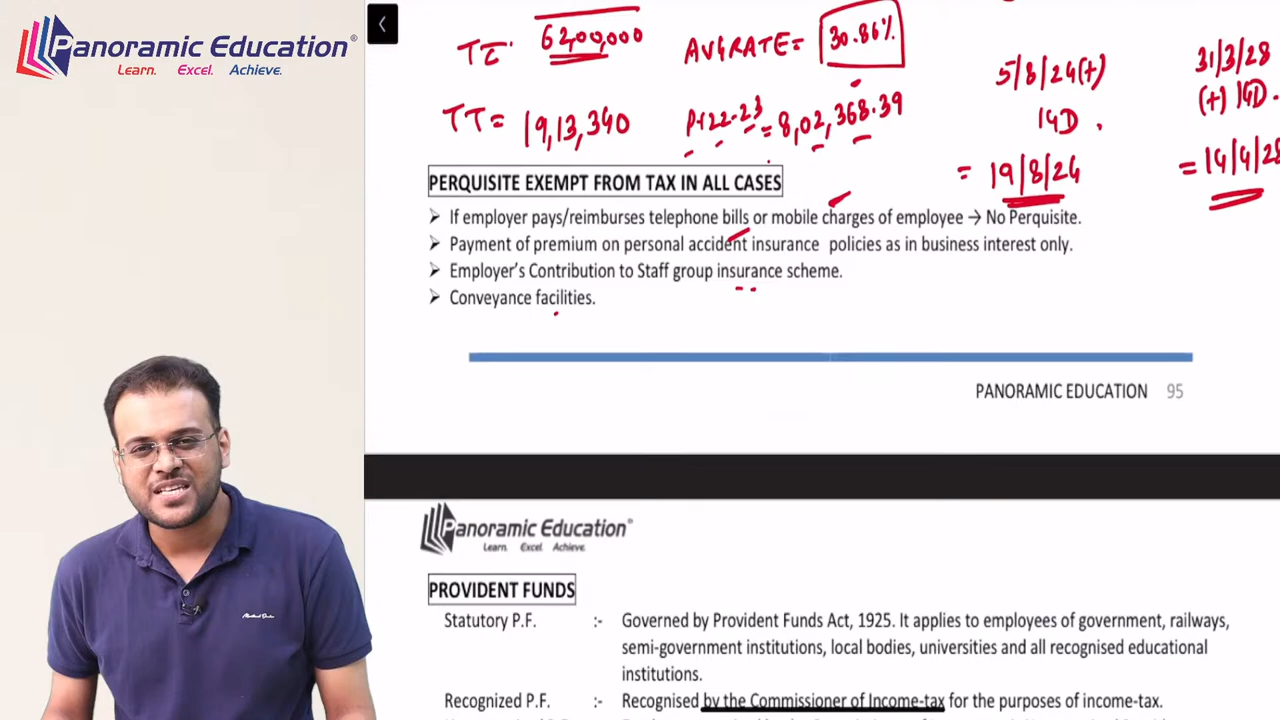 Panoramic Education
Learn. Excel. Achieve.
TE· 62,00,000
AVG RATE = 30.86%
TT = 19,13,340
P.Y 22-23 = 8,02,368.39
5/8/24(+)
14D.
= 19/8/24
31/3/28
(+) 14D.
= 14/4/28
PERQUISITE EXEMPT FROM TAX IN ALL CASES
➢ If employer pays/reimburses telephone bills or mobile charges of employee → No Perquisite.
➢ Payment of premium on personal accident insurance policies as in business interest only.
➢ Employer's Contribution to Staff group insurance scheme.
➢ Conveyance facilities.
PANORAMIC EDUCATION 95
Panoramic Education®
Learn. Excel. Achieve.
PROVIDENT FUNDS
Statutory P.F. :- Governed by Provident Funds Act, 1925. It applies to employees of government, railways,
semi-government institutions, local bodies, universities and all recognised educational
institutions.
Recognized P.F. :- Recognised by the Commissioner of Income-tax for the purposes of income-tax.